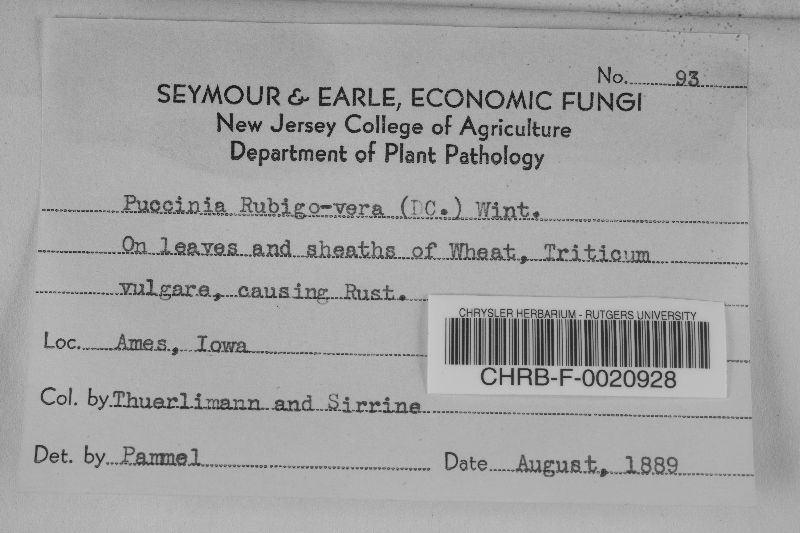 No. 93
SEYMOUR & EARLE, ECONOMIC FUNGI
New Jersey College of Agriculture
Department of Plant Pathology
Puccinia Rubigo-vera (DC.) Wint.
On leaves and sheaths of Wheat, Triticum
vulgare, causing Rust.
CHRYSLER HERBARIUM - RUTGERS UNIVERSITY
CHRB-F-0020928
Loc. Ames, Iowa
Col. by Thuerlimann and Sirrine
Det. by Pammel Date August, 1889